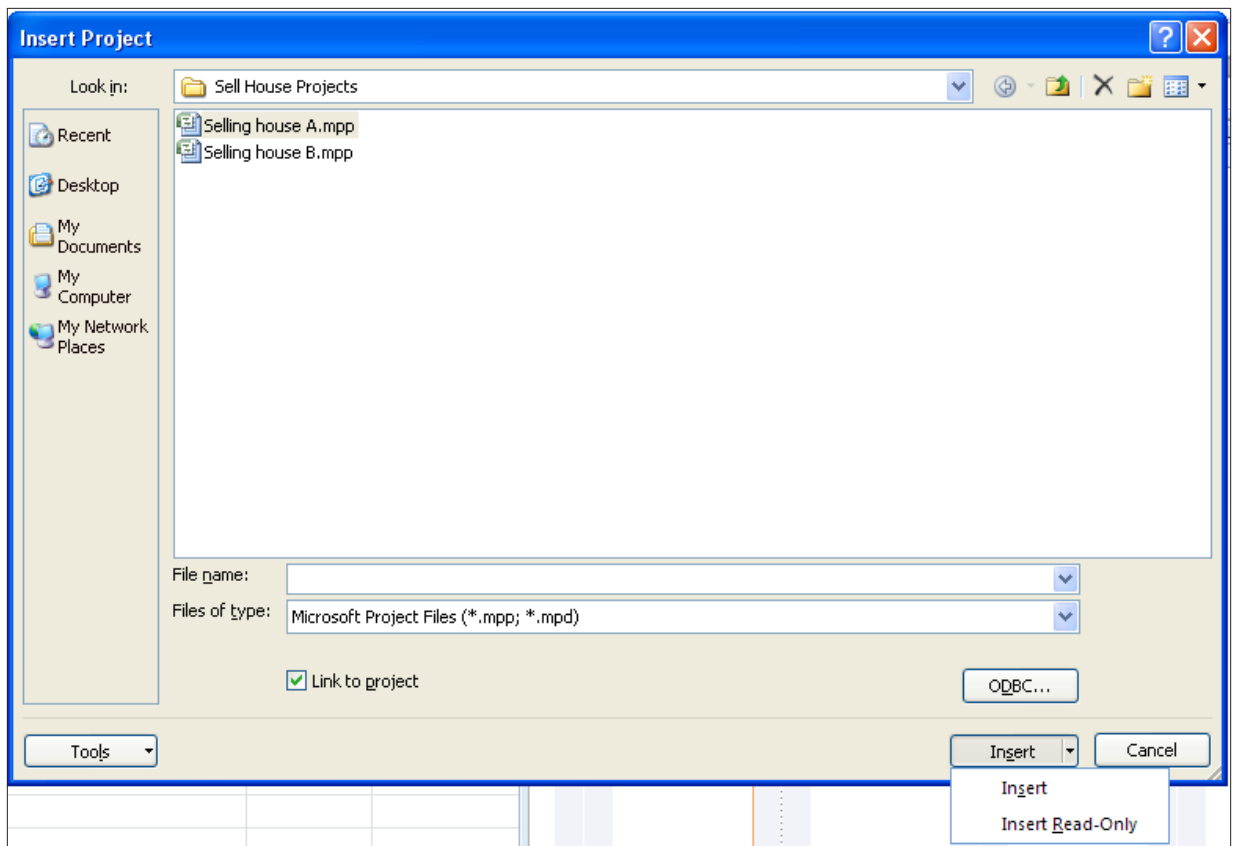 Insert Project
Look in:
Sell House Projects
Recent
Desktop
My
Documents
My
Computer
My Network
Places
Selling house A.mpp
Selling house B.mpp
File name:
Files of type:
Microsoft Project Files (*.mpp; *.mpd)
Link to project
ODBC...
Tools
Insert
Cancel
Insert
Insert Read-Only